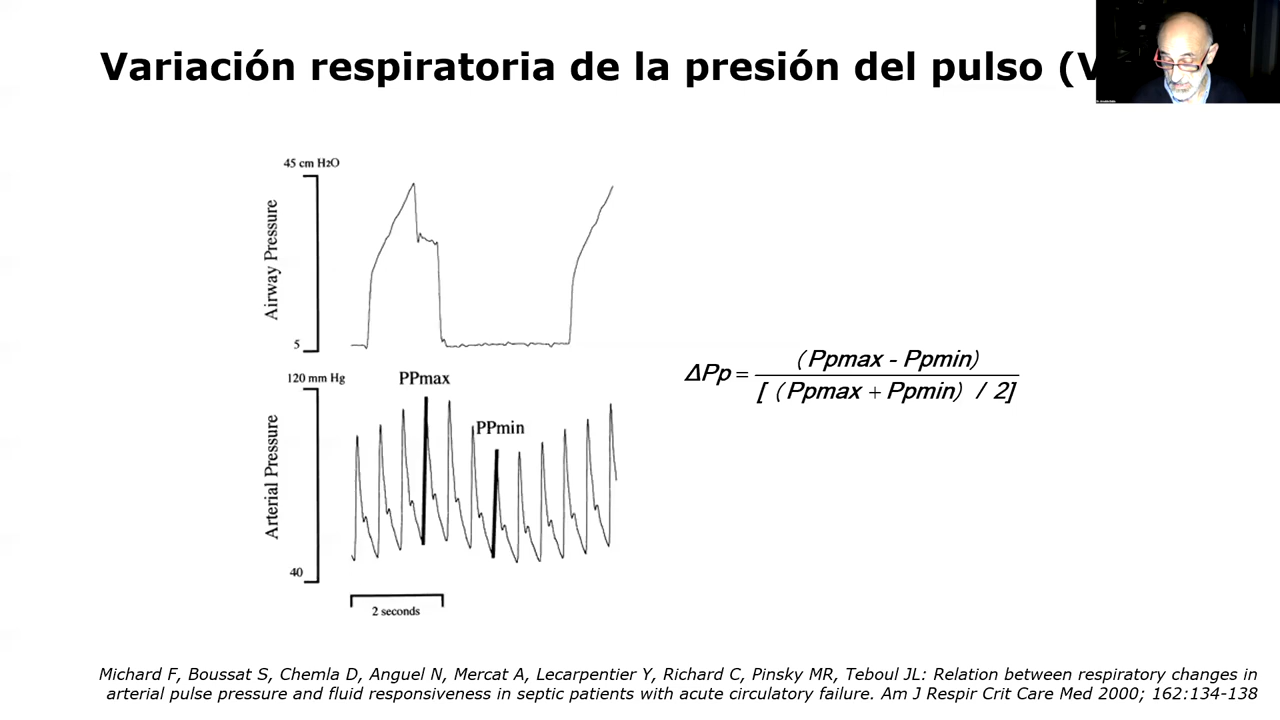 Variación respiratoria de la presión del pulso (V
45 cm H2O
Airway Pressure
5
120 mm Hg
PPmax
PPmin
Arterial Pressure
40
2 seconds
ΔPp = (Ppmax - Ppmin)
[ ( Ppmax + Ppmin) / 2]
Michard F, Boussat S, Chemla D, Anguel N, Mercat A, Lecarpentier Y, Richard C, Pinsky MR, Teboul JL: Relation between respiratory changes in
arterial pulse pressure and fluid responsiveness in septic patients with acute circulatory failure. Am J Respir Crit Care Med 2000; 162:134-138